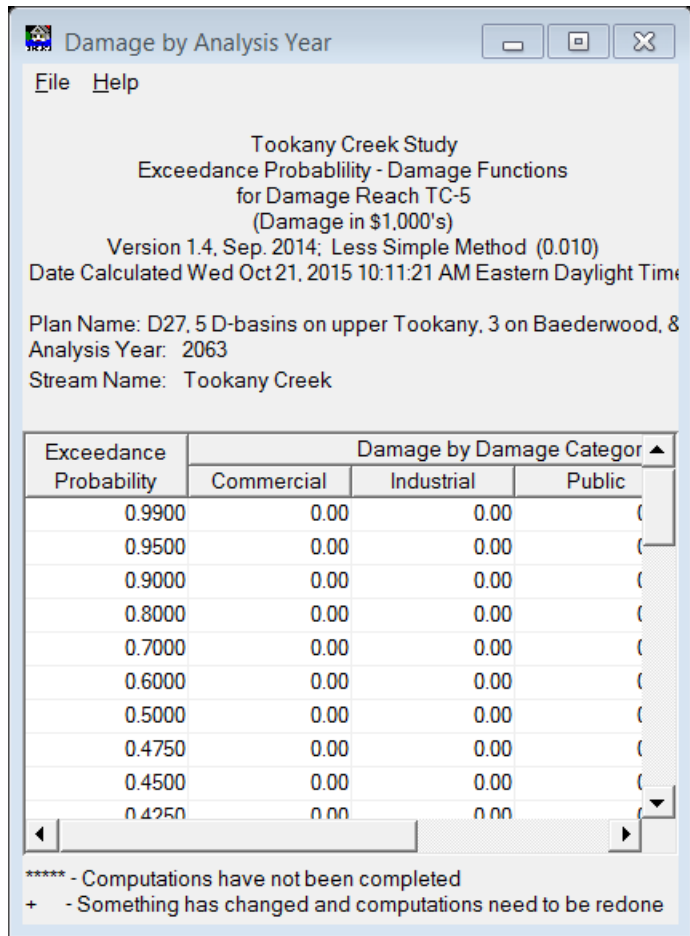 Damage by Analysis Year
File Help
Tookany Creek Study
Exceedance Probablility - Damage Functions
for Damage Reach TC-5
(Damage in $1,000's)
Version 1.4, Sep. 2014; Less Simple Method (0.010)
Date Calculated Wed Oct 21, 2015 10:11:21 AM Eastern Daylight Time
Plan Name: D27, 5 D-basins on upper Tookany, 3 on Baederwood, &
Analysis Year: 2063
Stream Name: Tookany Creek
Exceedance Damage by Damage Categor
Probability Commercial Industrial Public
0.9900 0.00 0.00
0.9500 0.00 0.00
0.9000 0.00 0.00
0.8000 0.00 0.00
0.7000 0.00 0.00
0.6000 0.00 0.00
0.5000 0.00 0.00
0.4750 0.00 0.00
0.4500 0.00 0.00
0.4250 0.00 0.00
***** - Computations have not been completed
+ - Something has changed and computations need to be redone